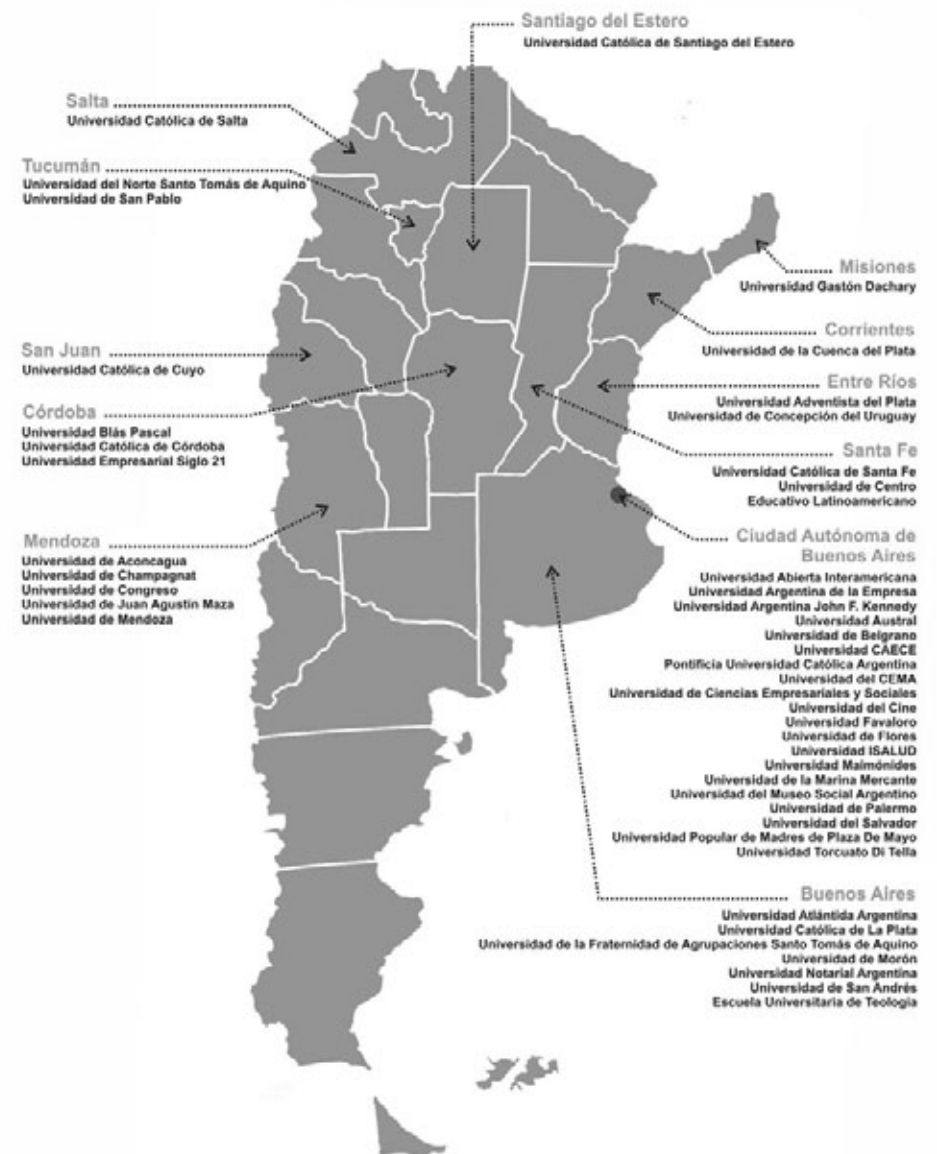 Santiago del Estero
Universidad Católica de Santiago del Estero
Salta
Universidad Católica de Salta
Tucumán
Universidad del Norte Santo Tomás de Aquino
Universidad de San Pablo
San Juan
Universidad Católica de Cuyo
Córdoba
Universidad Blás Pascal
Universidad Católica de Córdoba
Universidad Empresarial Siglo 21
Mendoza
Universidad de Aconcagua
Universidad de Champagnat
Universidad de Congreso
Universidad de Juan Agustín Maza
Universidad de Mendoza
Misiones
Universidad Gastón Dachary
Corrientes
Universidad de la Cuenca del Plata
Entre Ríos
Universidad Adventista del Plata
Universidad de Concepción del Uruguay
Santa Fe
Universidad Católica de Santa Fe
Universidad de Centro
Educativo Latinoamericano
Ciudad Autónoma de
Buenos Aires
Universidad Abierta Interamericana
Universidad Argentina de la Empresa
Universidad Argentina John F. Kennedy
Universidad Austral
Universidad de Belgrano
Universidad CAECE
Pontificia Universidad Católica Argentina
Universidad del CEMA
Universidad de Ciencias Empresariales y Sociales
Universidad del Cine
Universidad Favaloro
Universidad de Flores
Universidad ISALUD
Universidad Maimónides
Universidad de la Marina Mercante
Universidad del Museo Social Argentino
Universidad de Palermo
Universidad del Salvador
Universidad Popular de Madres de Plaza De Mayo
Universidad Torcuato Di Tella
Buenos Aires
Universidad Atlántida Argentina
Universidad Católica de La Plata
Universidad de la Fraternidad de Agrupaciones Santo Tomás de Aquino
Universidad de Morón
Universidad Notarial Argentina
Universidad de San Andrés
Escuela Universitaria de Teología